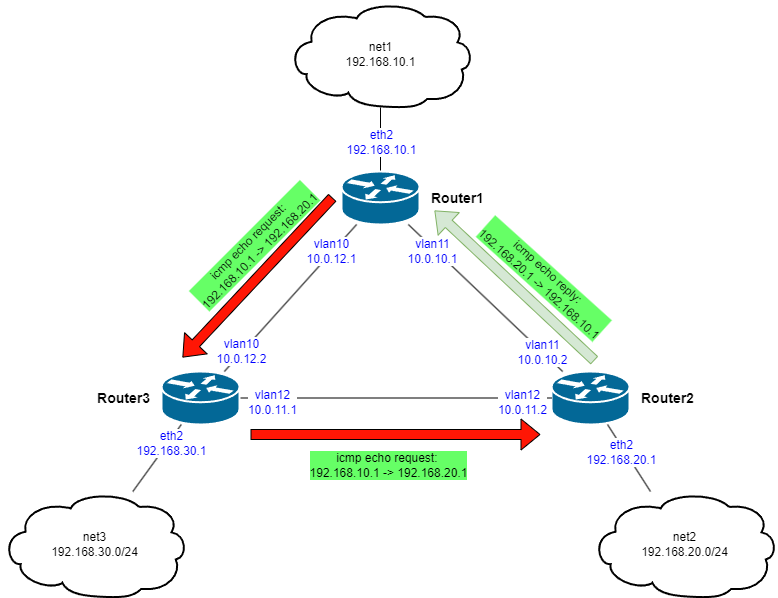 net1
192.168.10.1
eth2
192.168.10.1
Router1
icmp echo request:
192.168.10.1 -> 192.168.20.1
icmp echo reply:
192.168.20.1 -> 192.168.10.1
vlan10
10.0.12.1
vlan11
10.0.10.1
vlan10
10.0.12.2
vlan11
10.0.10.2
Router3
vlan12
10.0.11.1
vlan12
10.0.11.2
Router2
eth2
192.168.30.1
icmp echo request:
192.168.10.1 -> 192.168.20.1
eth2
192.168.20.1
net3
192.168.30.0/24
net2
192.168.20.0/24